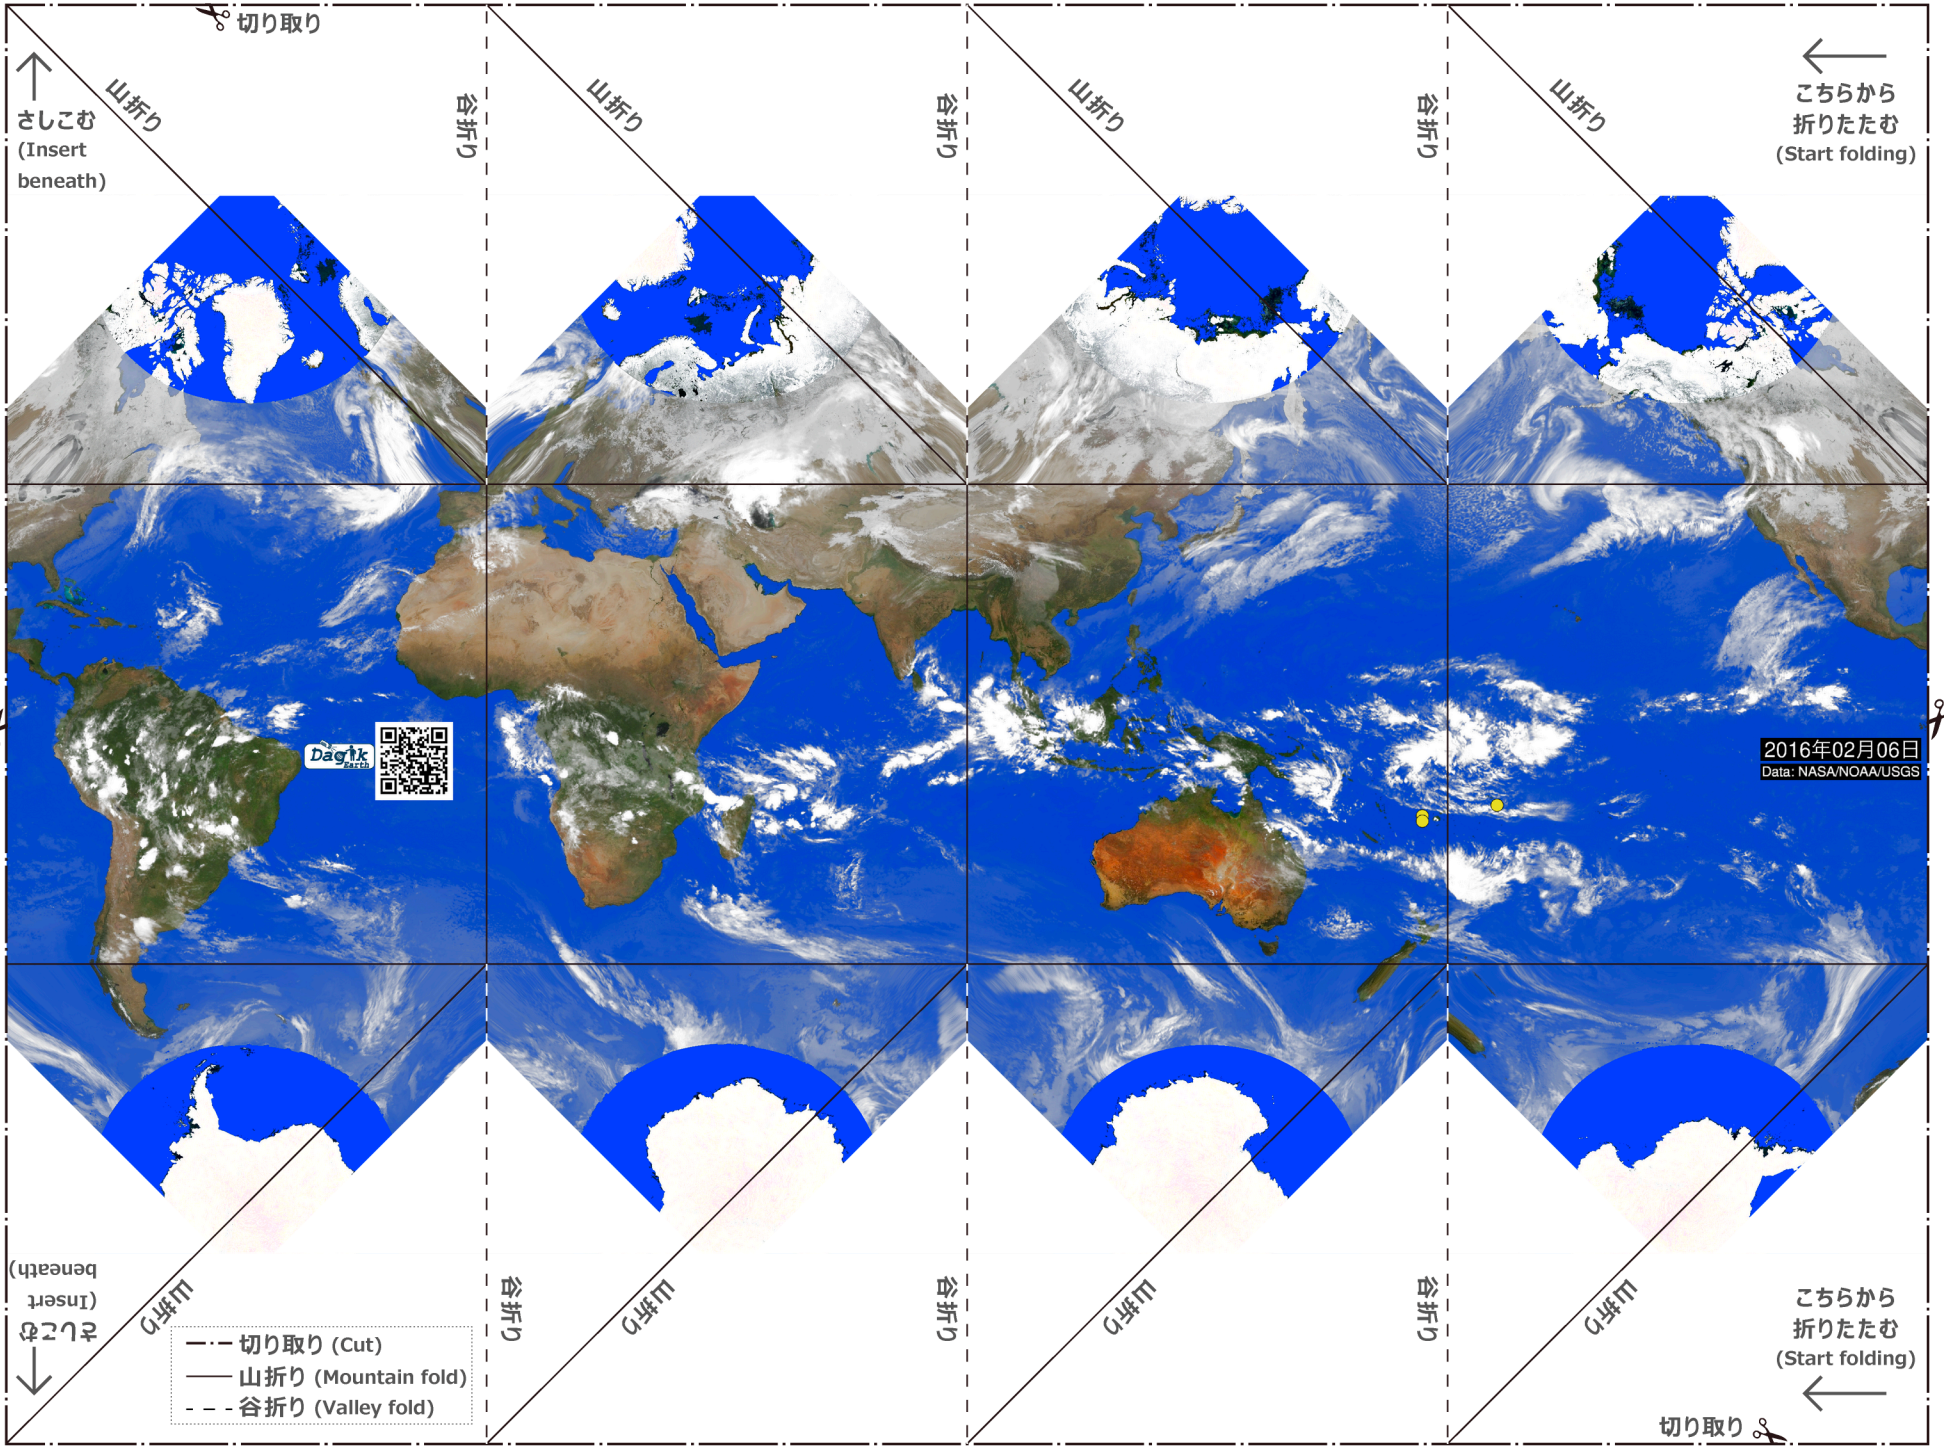 切り取り
山折り
谷折り
山折り
谷折り
山折り
谷折り
山折り
さしこむ
(Insert
beneath)
こちらから
折りたたむ
(Start folding)
Dagik
Earth
2016年02月06日
Data: NASA/NOAA/USGS
さしこむ
(Insert
beneath)
山折り
谷折り
山折り
谷折り
山折り
谷折り
山折り
こちらから
折りたたむ
(Start folding)
切り取り (Cut)
山折り (Mountain fold)
谷折り (Valley fold)
切り取り